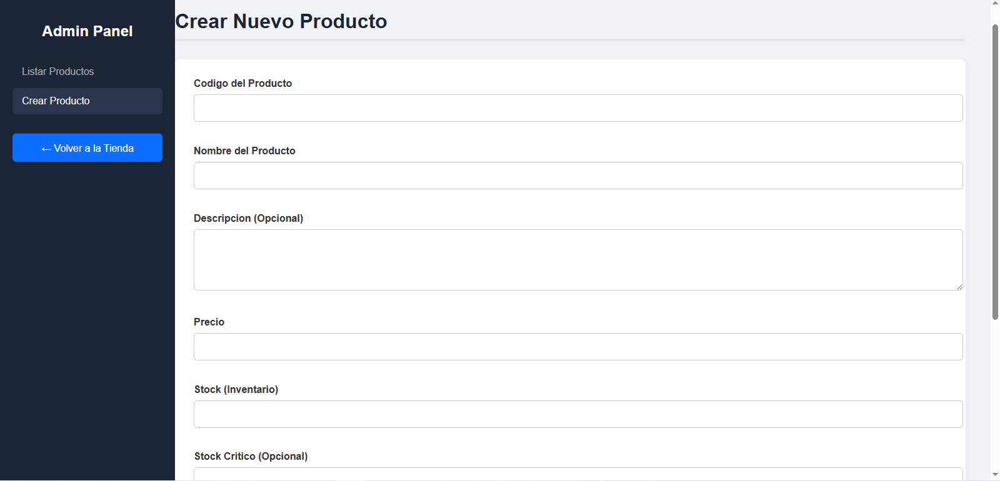 Admin Panel
Listar Productos
Crear Producto
← Volver a la Tienda
Crear Nuevo Producto
Codigo del Producto
Nombre del Producto
Descripcion (Opcional)
Precio
Stock (Inventario)
Stock Critico (Opcional)